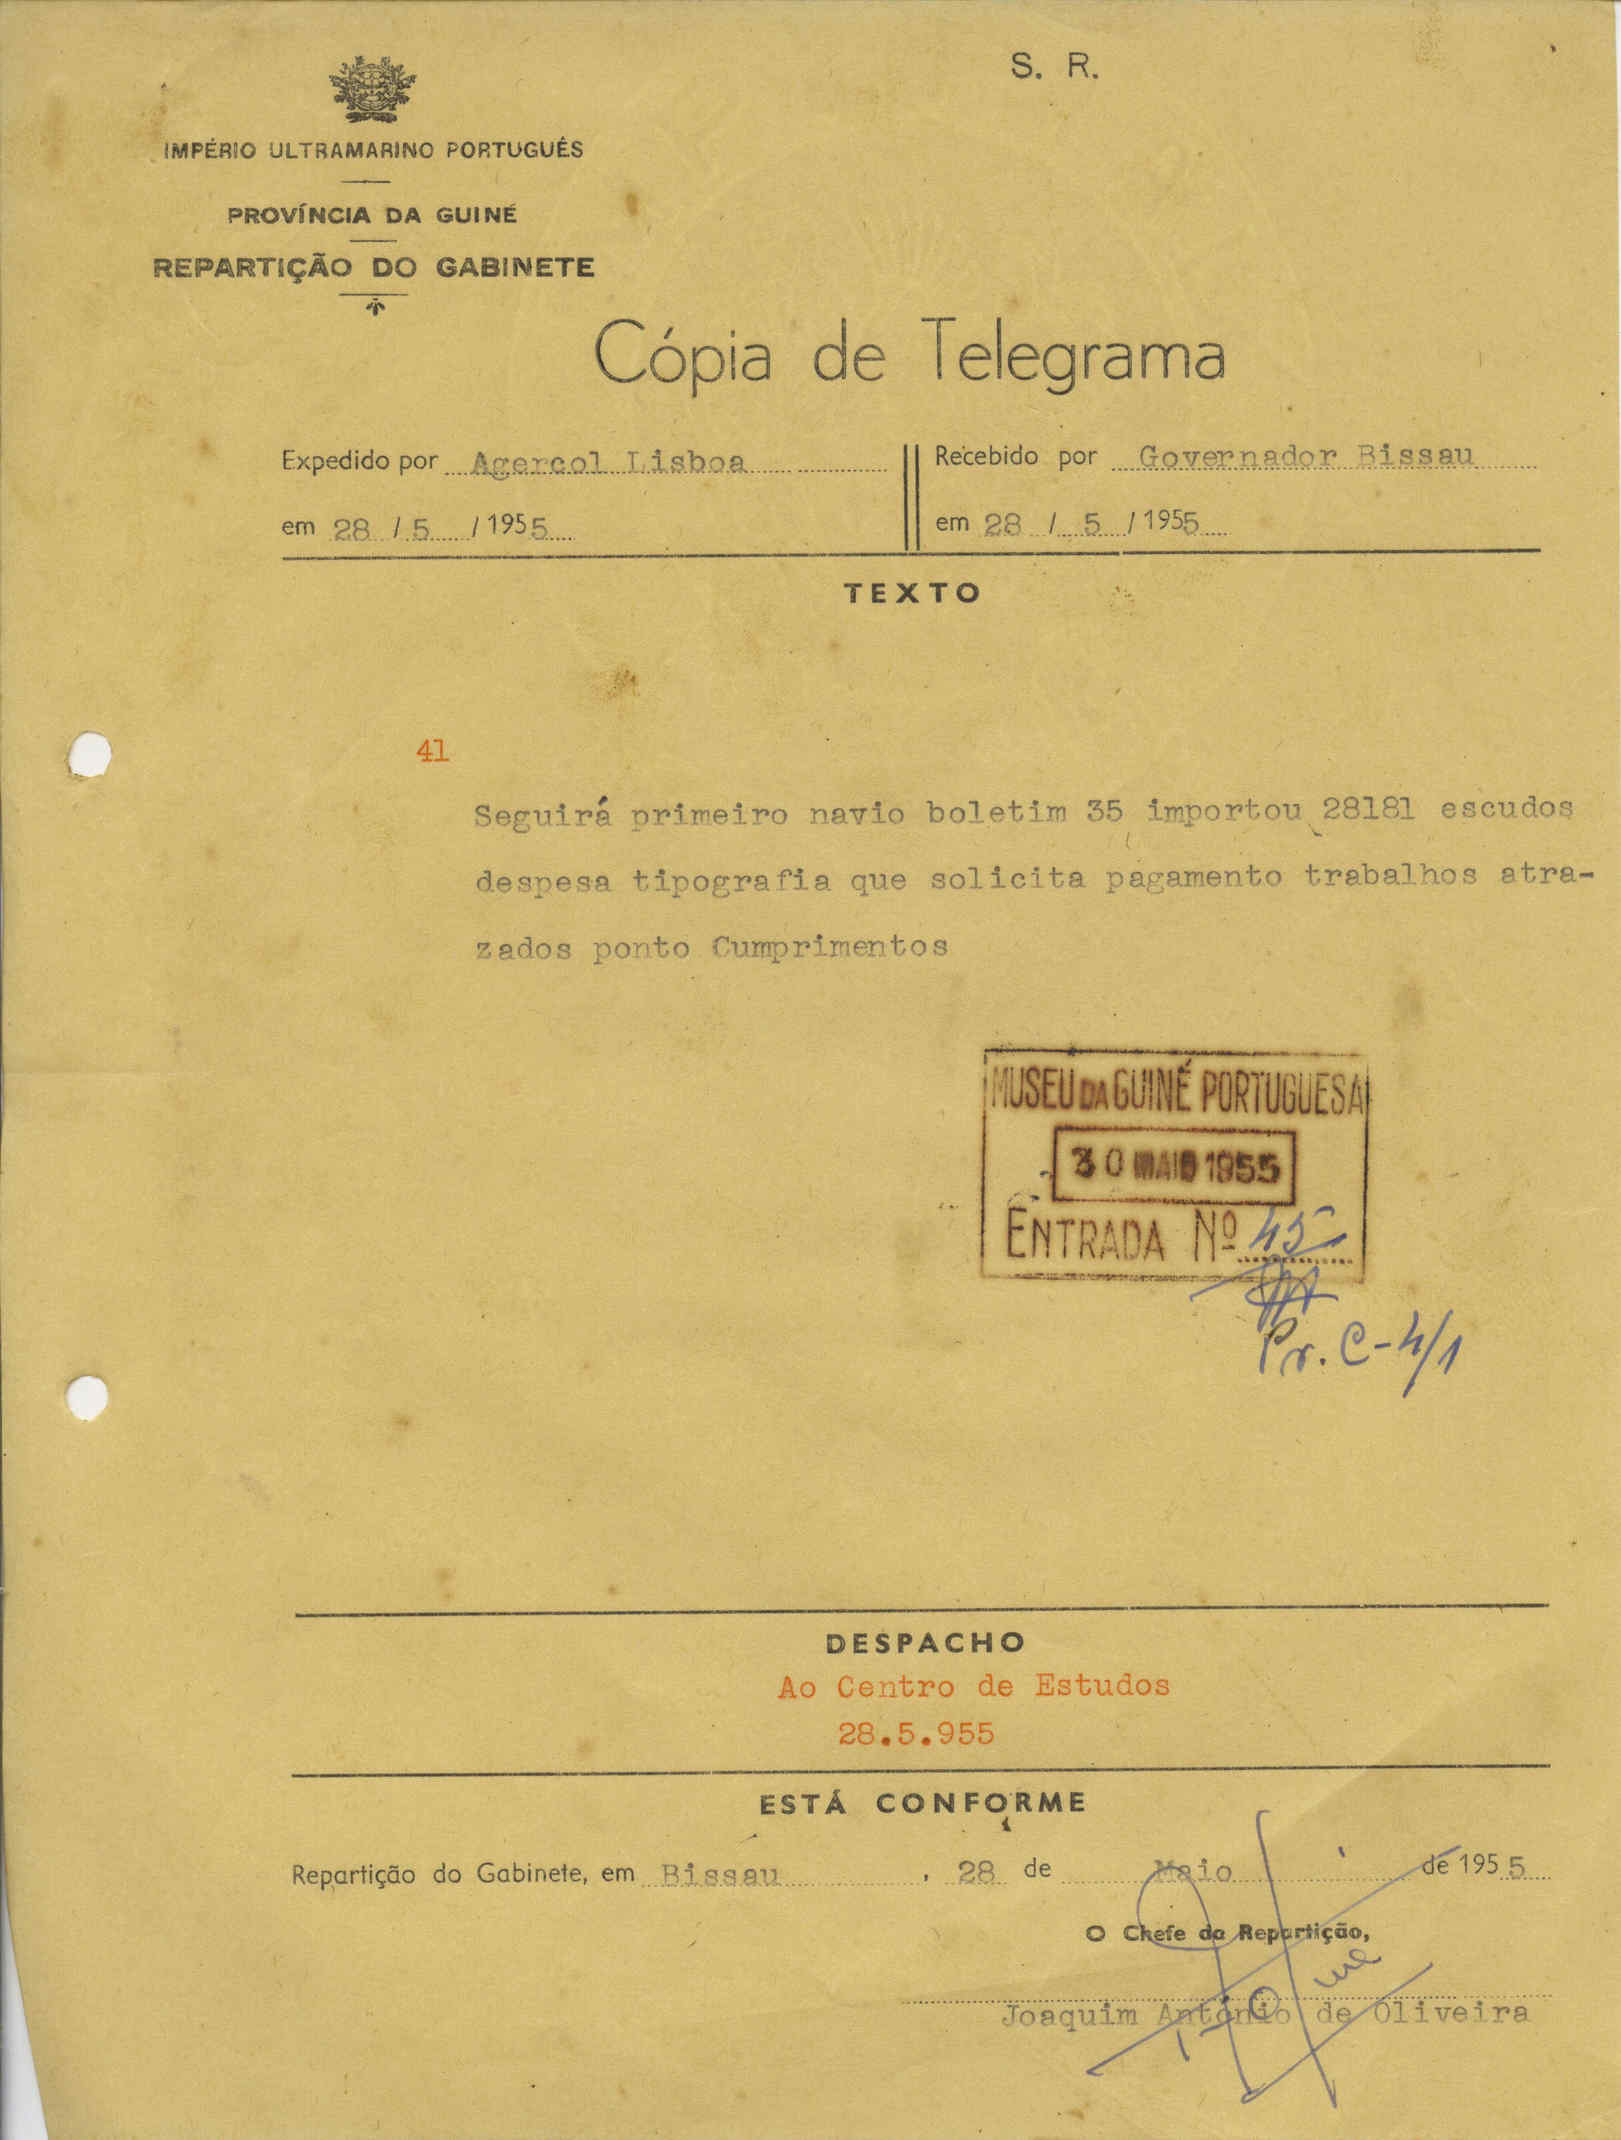 S. R.
IMPÉRIO ULTRAMARINO PORTUGUÊS
PROVÍNCIA DA GUINÉ
REPARTIÇÃO DO GABINETE
Cópia de Telegrama
Expedido por Agercol Lisboa
em 28 / 5 / 1955
Recebido por Governador Bissau
em 28 / 5 / 1955
TEXTO
41
Seguirá primeiro navio boletim 35 importou 28181 escudos
despesa tipografia que solicita pagamento trabalhos atra-
zados ponto Cumprimentos
MUSEU DA GUINÉ PORTUGUESA
30 MAIO 1955
ENTRADA Nº 45
Pr. C-4/1
DESPACHO
Ao Centro de Estudos
28.5.955
ESTÁ CONFORME
Repartição do Gabinete, em Bissau, 28 de Maio de 1955
O Chefe da Repartição,
Joaquim António de Oliveira